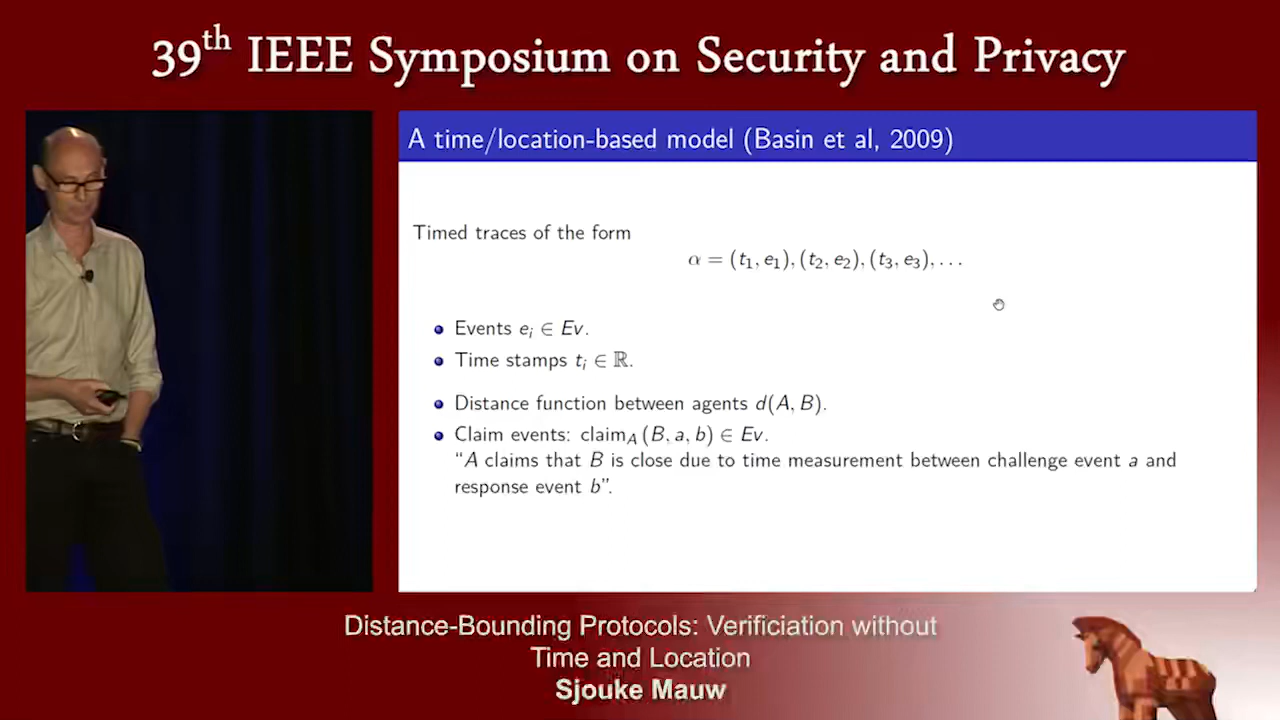 39th IEEE Symposium on Security and Privacy
A time/location-based model (Basin et al, 2009)
Timed traces of the form
α = (t₁, e₁), (t₂, e₂), (t₃, e₃), . . .
Events eᵢ ∈ Ev.
Time stamps tᵢ ∈ ℝ.
Distance function between agents d(A, B).
Claim events: claim_A (B, a, b) ∈ Ev.
“A claims that B is close due to time measurement between challenge event a and
response event b”.
Distance-Bounding Protocols: Verificiation without
Time and Location
Sjouke Mauw